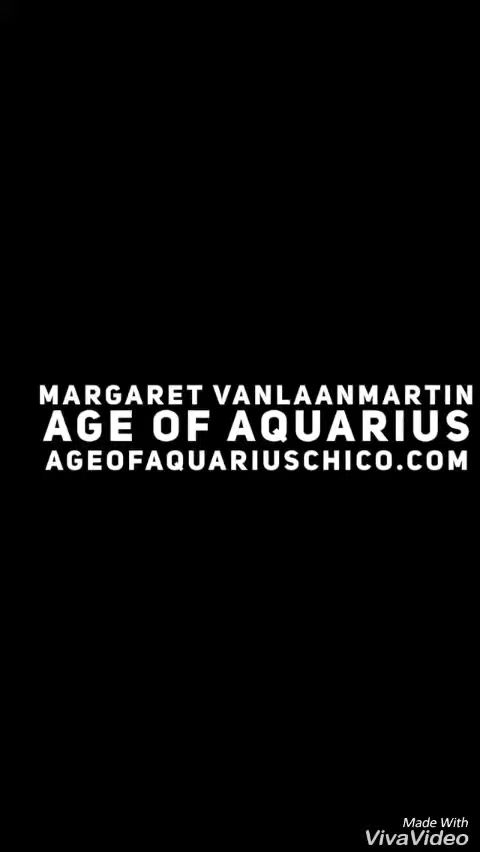 MARGARET VANLAANMARTIN
AGE OF AQUARIUS
AGEOFAQUARIUSCHICO.COM
Made With
VivaVideo